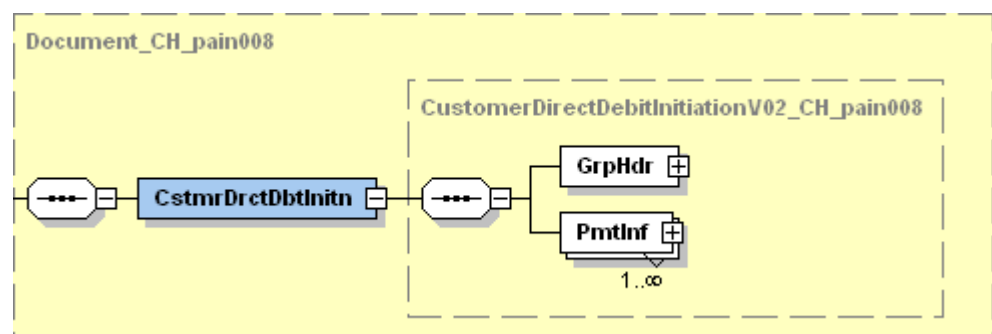 Document_CH_pain008
CustomerDirectDebitInitiationV02_CH_pain008
GrpHdr
CstmrDrctDbtInitn
PmtInf
1..∞